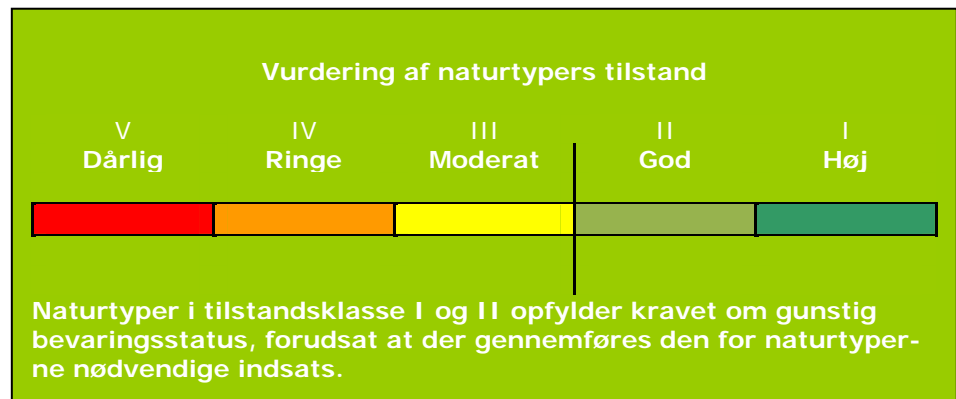 Vurdering af naturtypers tilstand
V IV III II I
Dårlig Ringe Moderat God Høj
Naturtyper i tilstandsklasse I og II opfylder kravet om gunstig
bevaringsstatus, forudsat at der gennemføres den for naturtyper-
ne nødvendige indsats.